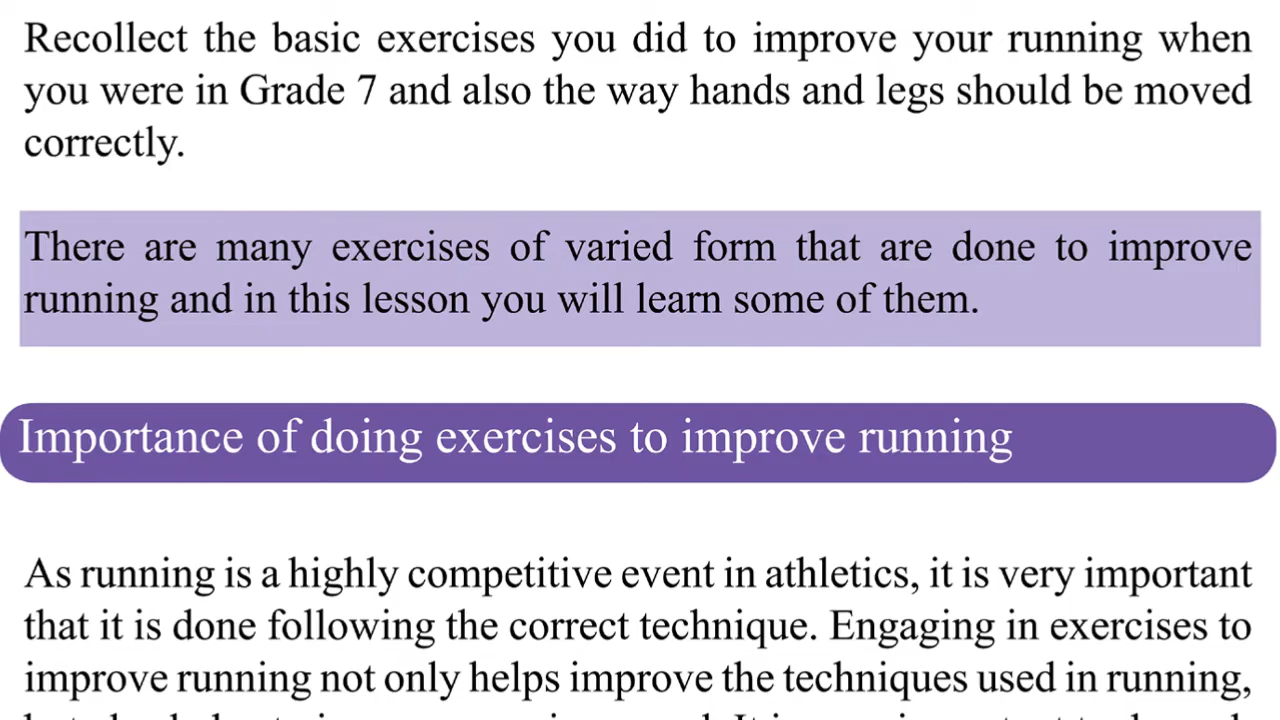 Recollect the basic exercises you did to improve your running when
you were in Grade 7 and also the way hands and legs should be moved
correctly.
There are many exercises of varied form that are done to improve
running and in this lesson you will learn some of them.
Importance of doing exercises to improve running
As running is a highly competitive event in athletics, it is very important
that it is done following the correct technique. Engaging in exercises to
improve running not only helps improve the techniques used in running,